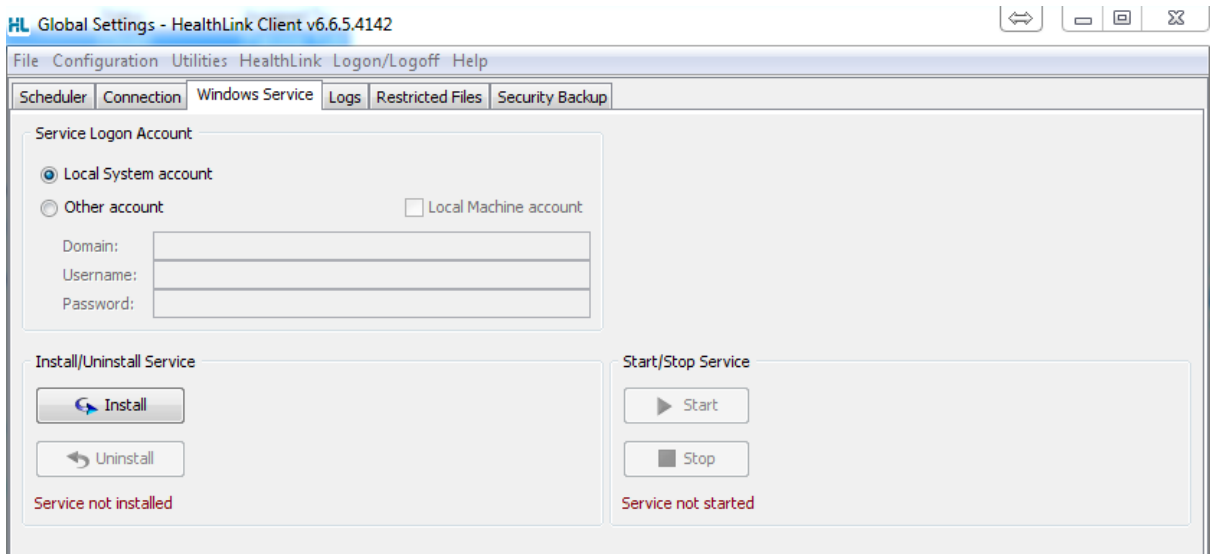 HL Global Settings - HealthLink Client v6.6.5.4142
File Configuration Utilities HealthLink Logon/Logoff Help
Scheduler Connection Windows Service Logs Restricted Files Security Backup
Service Logon Account
Local System account
Other account Local Machine account
Domain:
Username:
Password:
Install/Uninstall Service
Install
Uninstall
Service not installed
Start/Stop Service
Start
Stop
Service not started